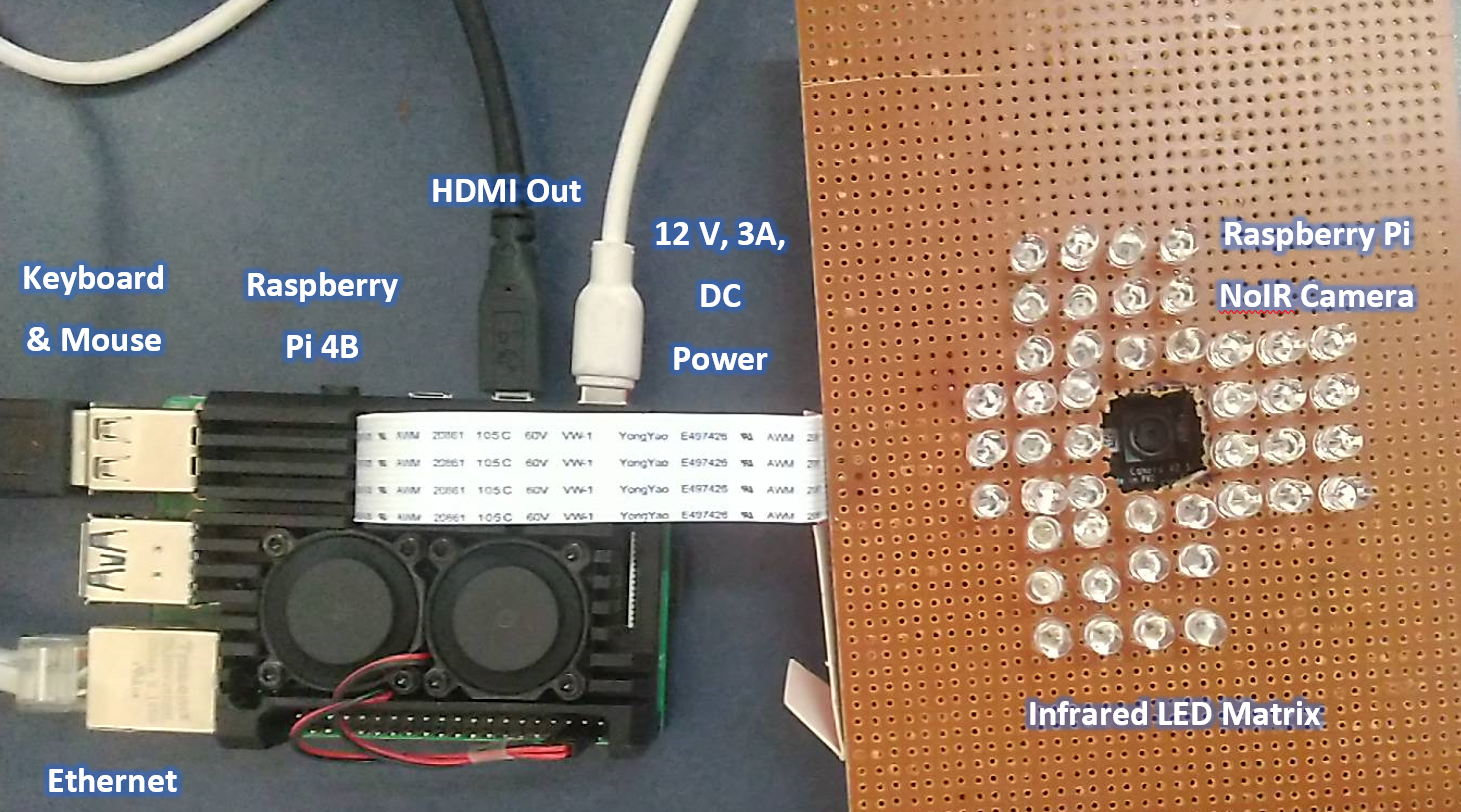 HDMI Out
12 V, 3A,
DC
Power
Raspberry Pi
NoIR Camera
Keyboard
& Mouse
Raspberry
Pi 4B
AWM 20861 105C 60V VW-1 YongYao E497426 AWM
AWM 20861 105C 60V VW-1 YongYao E497426 AWM
AWM 20861 105C 60V VW-1 YongYao E497426 AWM
AWM 20861 105C 60V VW-1 YongYao E497426 AWM
Infrared LED Matrix
Ethernet